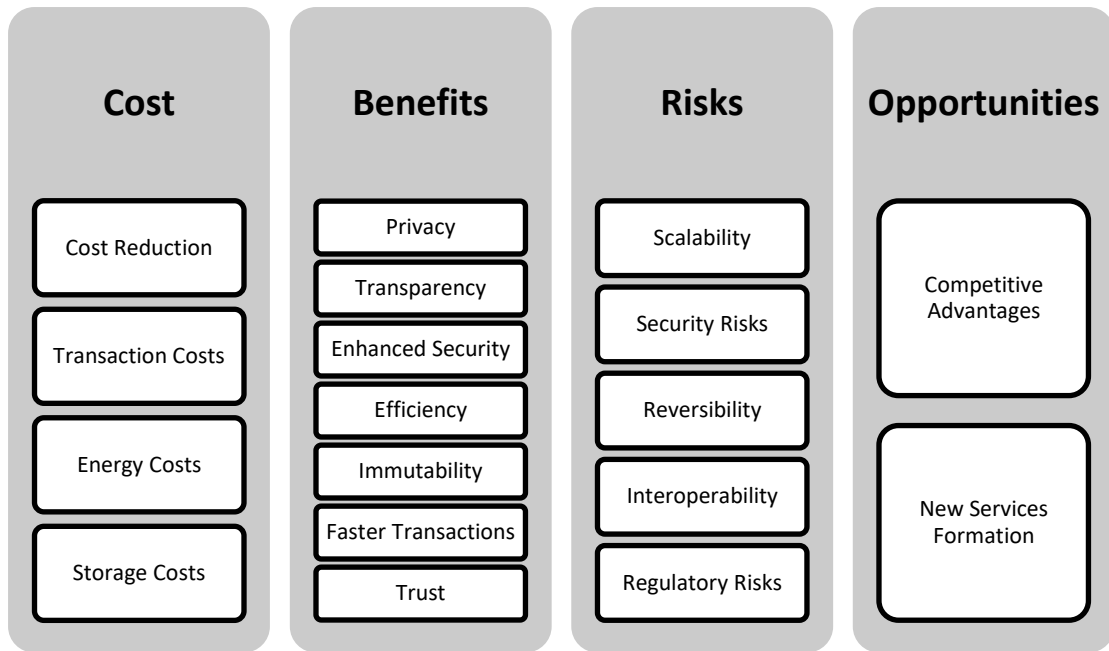 Cost
Cost Reduction
Transaction Costs
Energy Costs
Storage Costs
Benefits
Privacy
Transparency
Enhanced Security
Efficiency
Immutability
Faster Transactions
Trust
Risks
Scalability
Security Risks
Reversibility
Interoperability
Regulatory Risks
Opportunities
Competitive
Advantages
New Services
Formation